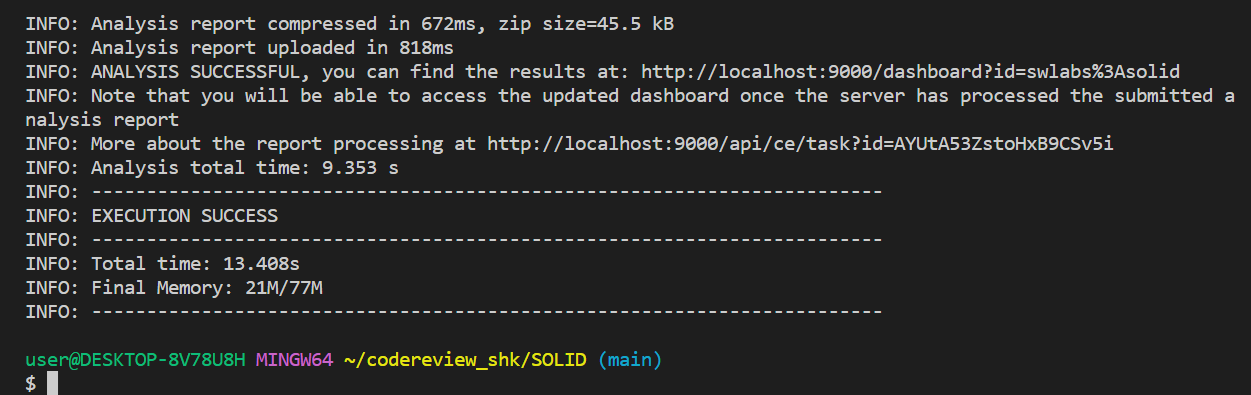 INFO: Analysis report compressed in 672ms, zip size=45.5 kB
INFO: Analysis report uploaded in 818ms
INFO: ANALYSIS SUCCESSFUL, you can find the results at: http://localhost:9000/dashboard?id=swlabs%3Asolid
INFO: Note that you will be able to access the updated dashboard once the server has processed the submitted a
nalysis report
INFO: More about the report processing at http://localhost:9000/api/ce/task?id=AYUtA53ZstoHxB9CSv5i
INFO: Analysis total time: 9.353 s
INFO: ------------------------------------------------------------------------
INFO: EXECUTION SUCCESS
INFO: ------------------------------------------------------------------------
INFO: Total time: 13.408s
INFO: Final Memory: 21M/77M
INFO: ------------------------------------------------------------------------
user@DESKTOP-8V78U8H MINGW64 ~/codereview_shk/SOLID (main)
$